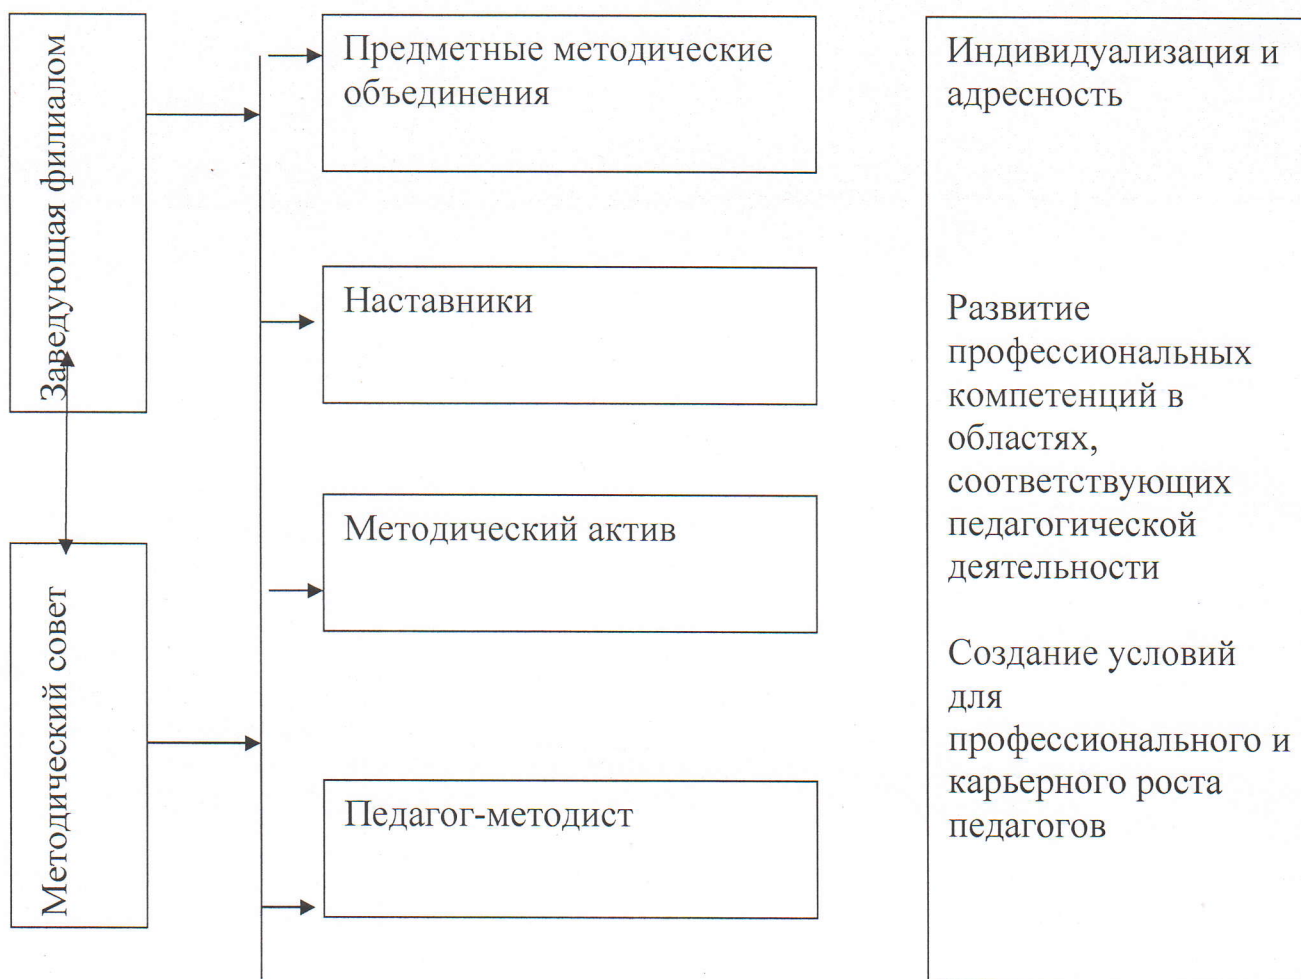 Заведующая филиалом
Методический совет
Предметные методические
объединения
Наставники
Методический актив
Педагог-методист
Индивидуализация и
адресность
Развитие
профессиональных
компетенций в
областях,
соответствующих
педагогической
деятельности
Создание условий
для
профессионального и
карьерного роста
педагогов